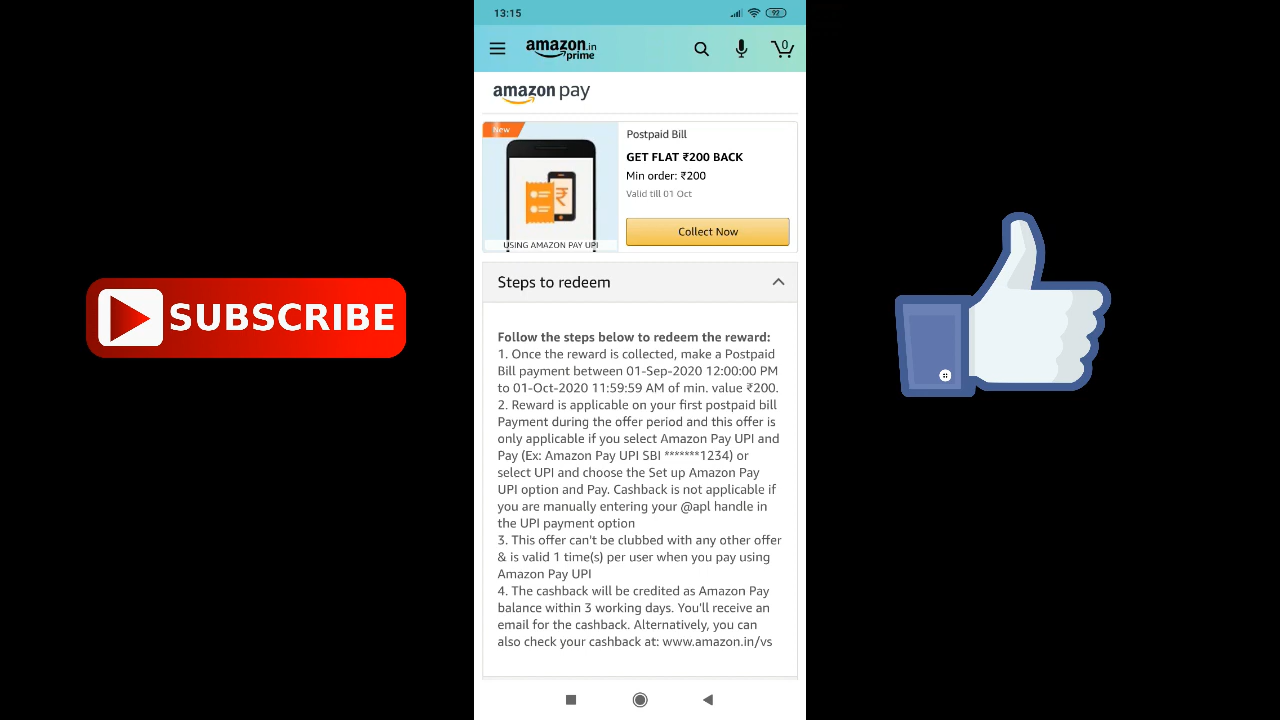 13:15
92
amazon.in
prime
0
amazon pay
New
USING AMAZON PAY UPI
Postpaid Bill
GET FLAT ₹200 BACK
Min order: ₹200
Valid till 01 Oct
Collect Now
Steps to redeem
Follow the steps below to redeem the reward:
1. Once the reward is collected, make a Postpaid
Bill payment between 01-Sep-2020 12:00:00 PM
to 01-Oct-2020 11:59:59 AM of min. value ₹200.
2. Reward is applicable on your first postpaid bill
Payment during the offer period and this offer is
only applicable if you select Amazon Pay UPI and
Pay (Ex: Amazon Pay UPI SBI *******1234) or
select UPI and choose the Set up Amazon Pay
UPI option and Pay. Cashback is not applicable if
you are manually entering your @apl handle in
the UPI payment option
3. This offer can't be clubbed with any other offer
& is valid 1 time(s) per user when you pay using
Amazon Pay UPI
4. The cashback will be credited as Amazon Pay
balance within 3 working days. You'll receive an
email for the cashback. Alternatively, you can
also check your cashback at: www.amazon.in/vs
SUBSCRIBE